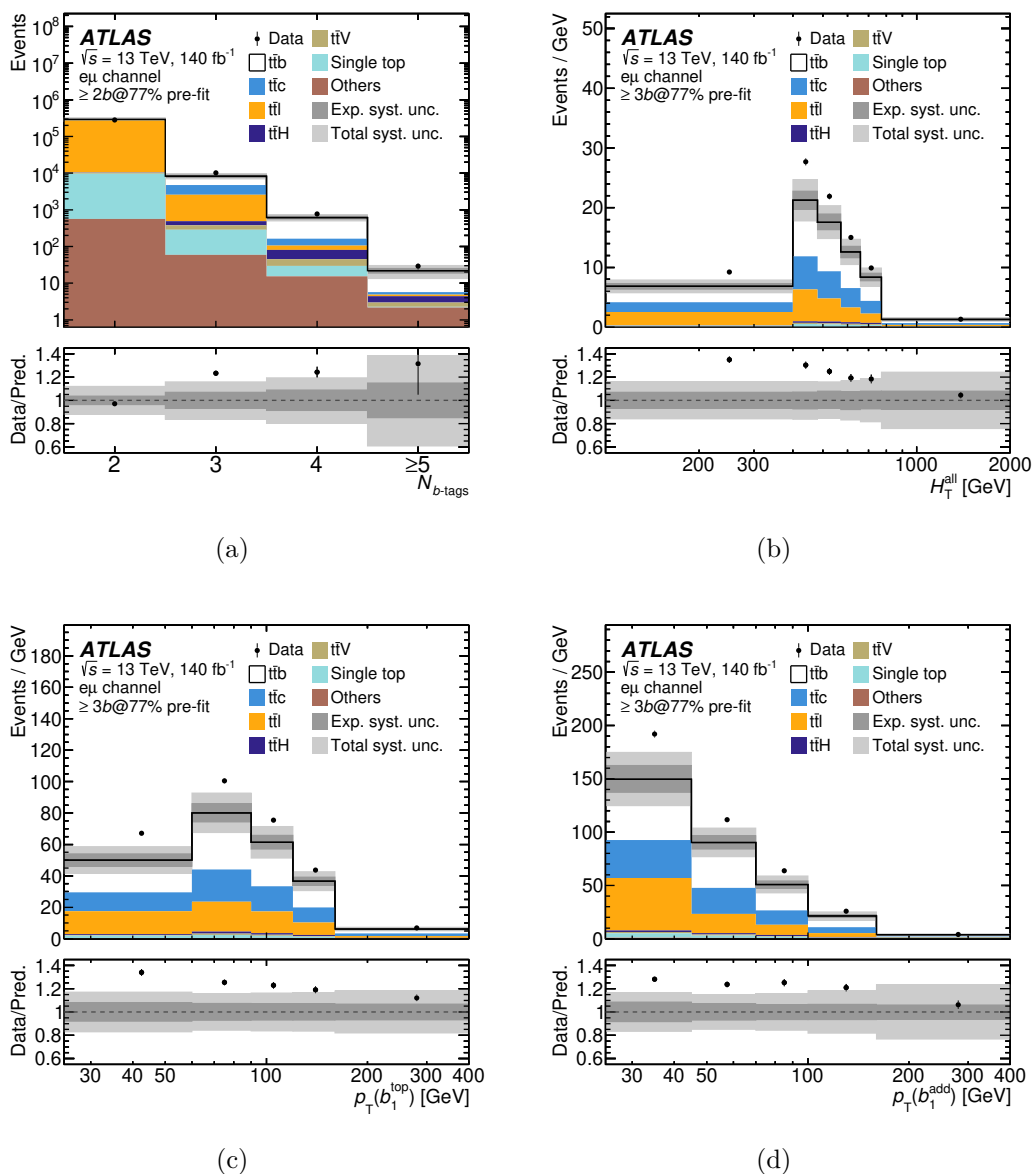 ATLAS
√s = 13 TeV, 140 fb⁻¹
eμ channel
≥ 2b@77% pre-fit
Data
tt̄b
tt̄c
tt̄l
tt̄H
tt̄V
Single top
Others
Exp. syst. unc.
Total syst. unc.
Events
10⁸
10⁷
10⁶
10⁵
10⁴
10³
10²
10
1
Data/Pred.
1.4
1.2
1
0.8
0.6
2 3 4 ≥5
N b-tags
(a)
ATLAS
√s = 13 TeV, 140 fb⁻¹
eμ channel
≥ 3b@77% pre-fit
Data
tt̄b
tt̄c
tt̄l
tt̄H
tt̄V
Single top
Others
Exp. syst. unc.
Total syst. unc.
Events / GeV
50
40
30
20
10
0
Data/Pred.
1.4
1.2
1
0.8
0.6
200 300 1000 2000
H_T^all [GeV]
(b)
ATLAS
√s = 13 TeV, 140 fb⁻¹
eμ channel
≥ 3b@77% pre-fit
Data
tt̄b
tt̄c
tt̄l
tt̄H
tt̄V
Single top
Others
Exp. syst. unc.
Total syst. unc.
Events / GeV
180
160
140
120
100
80
60
40
20
0
Data/Pred.
1.4
1.2
1
0.8
0.6
30 40 50 100 200 300 400
p_T(b_1^top) [GeV]
(c)
ATLAS
√s = 13 TeV, 140 fb⁻¹
eμ channel
≥ 3b@77% pre-fit
Data
tt̄b
tt̄c
tt̄l
tt̄H
tt̄V
Single top
Others
Exp. syst. unc.
Total syst. unc.
Events / GeV
250
200
150
100
50
0
Data/Pred.
1.4
1.2
1
0.8
0.6
30 40 50 100 200 300 400
p_T(b_1^add) [GeV]
(d)